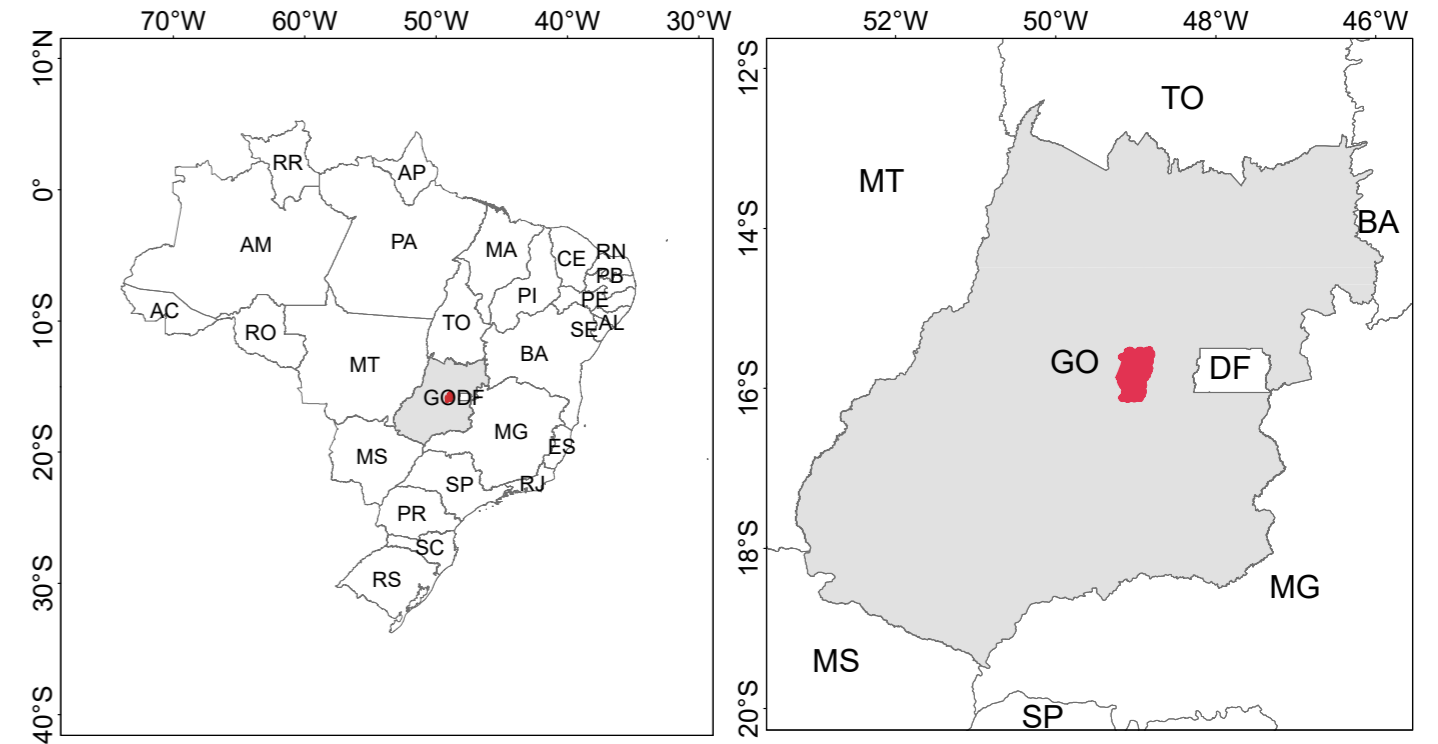 70°W 60°W 50°W 40°W 30°W
10°N
0°
10°S
20°S
30°S
40°S
RR
AP
AM
PA
MA
CE
RN
PB
PI
PE
AC
TO
AL
SE
RO
BA
MT
GO DF
MG
ES
MS
SP
RJ
PR
SC
RS
52°W 50°W 48°W 46°W
12°S
14°S
16°S
18°S
20°S
TO
MT
BA
GO
DF
MG
MS
SP